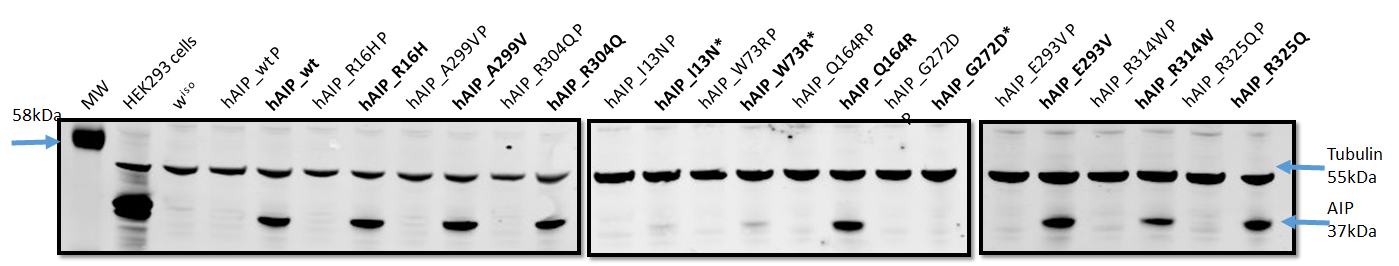 MW
HEK293 cells
wⁱˢᵒ
hAIP_wt P
hAIP_wt
hAIP_R16H P
hAIP_R16H
hAIP_A299V P
hAIP_A299V
hAIP_R304Q P
hAIP_R304Q
hAIP_I13N P
hAIP_I13N*
hAIP_W73R P
hAIP_W73R*
hAIP_Q164R P
hAIP_Q164R
hAIP_G272D
P
hAIP_G272D*
hAIP_E293V P
hAIP_E293V
hAIP_R314W P
hAIP_R314W
hAIP_R325Q P
hAIP_R325Q
58kDa
Tubulin
55kDa
AIP
37kDa